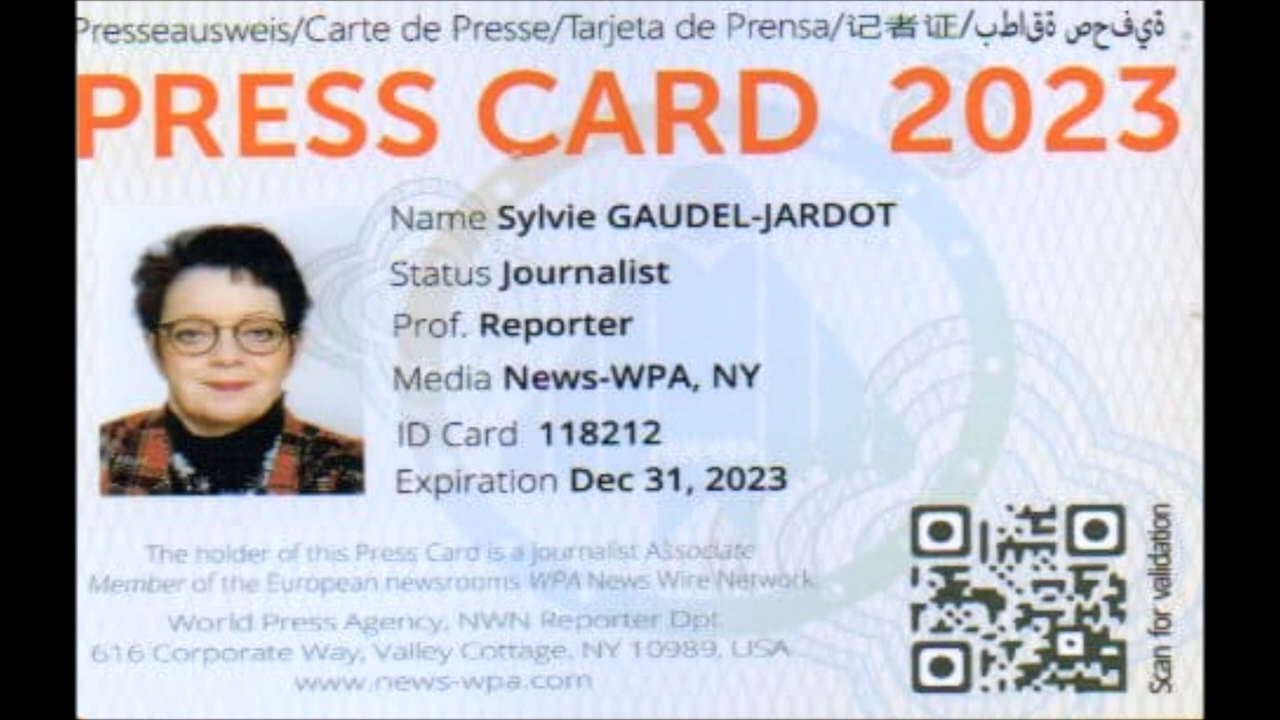 Presseausweis/Carte de Presse/Tarjeta de Prensa/记者证/بطاقة صحفية
PRESS CARD 2023
Name Sylvie GAUDEL-JARDOT
Status Journalist
Prof. Reporter
Media News-WPA, NY
ID Card 118212
Expiration Dec 31, 2023
The holder of this Press Card is a Journalist Associate
Member of the European newsrooms WPA News Wire Network.
World Press Agency, NWN Reporter Dpt.
616 Corporate Way, Valley Cottage, NY 10989, USA
www.news-wpa.com
Scan for validation